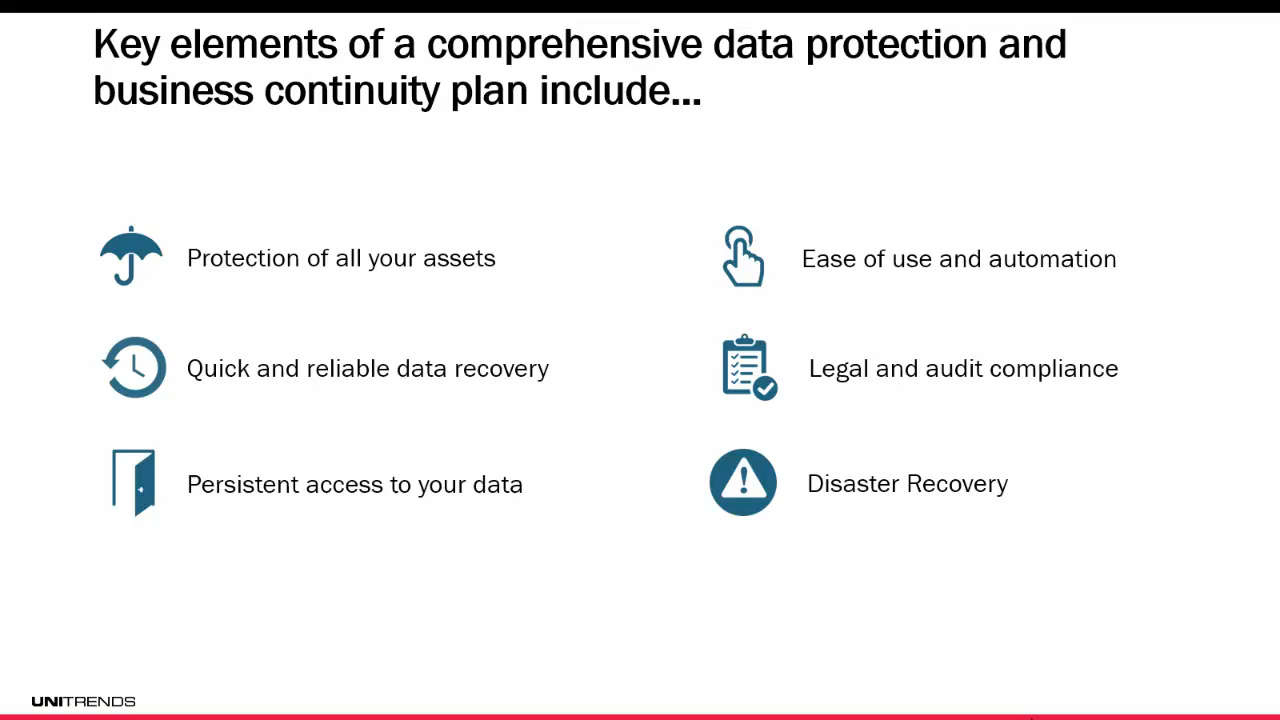 Key elements of a comprehensive data protection and
business continuity plan include...
Protection of all your assets
Quick and reliable data recovery
Persistent access to your data
Ease of use and automation
Legal and audit compliance
Disaster Recovery
UNITRENDS